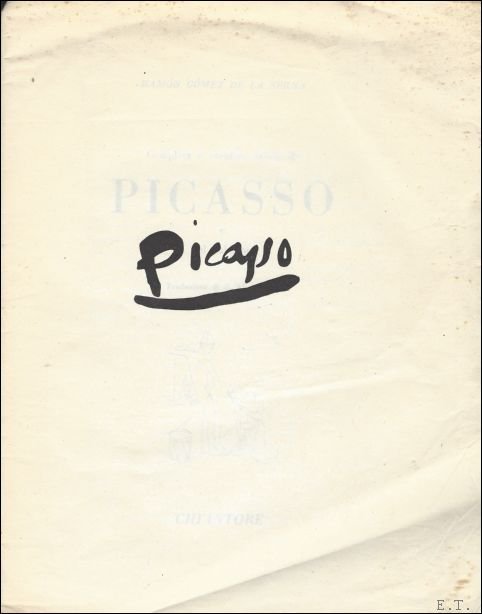 RAMÓN GÓMEZ DE LA SERNA
PICASSO
Picasso
CHIANTORE
E.T.